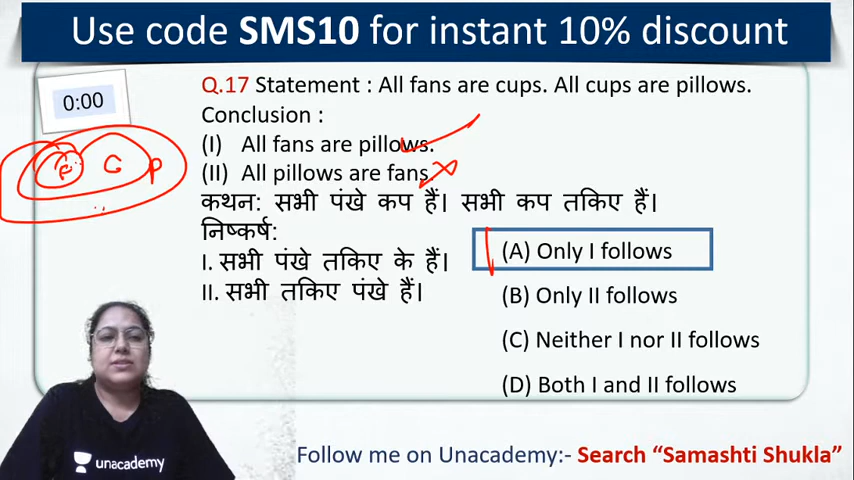 Use code SMS10 for instant 10% discount
0:00
Q.17 Statement : All fans are cups. All cups are pillows.
Conclusion :
(I) All fans are pillows.
(II) All pillows are fans.
कथन: सभी पंखे कप हैं। सभी कप तकिए हैं।
निष्कर्ष:
I. सभी पंखे तकिए के हैं।
II. सभी तकिए पंखे हैं।
(A) Only I follows
(B) Only II follows
(C) Neither I nor II follows
(D) Both I and II follows
F C P
unacademy
Follow me on Unacademy:- Search “Samashti Shukla”